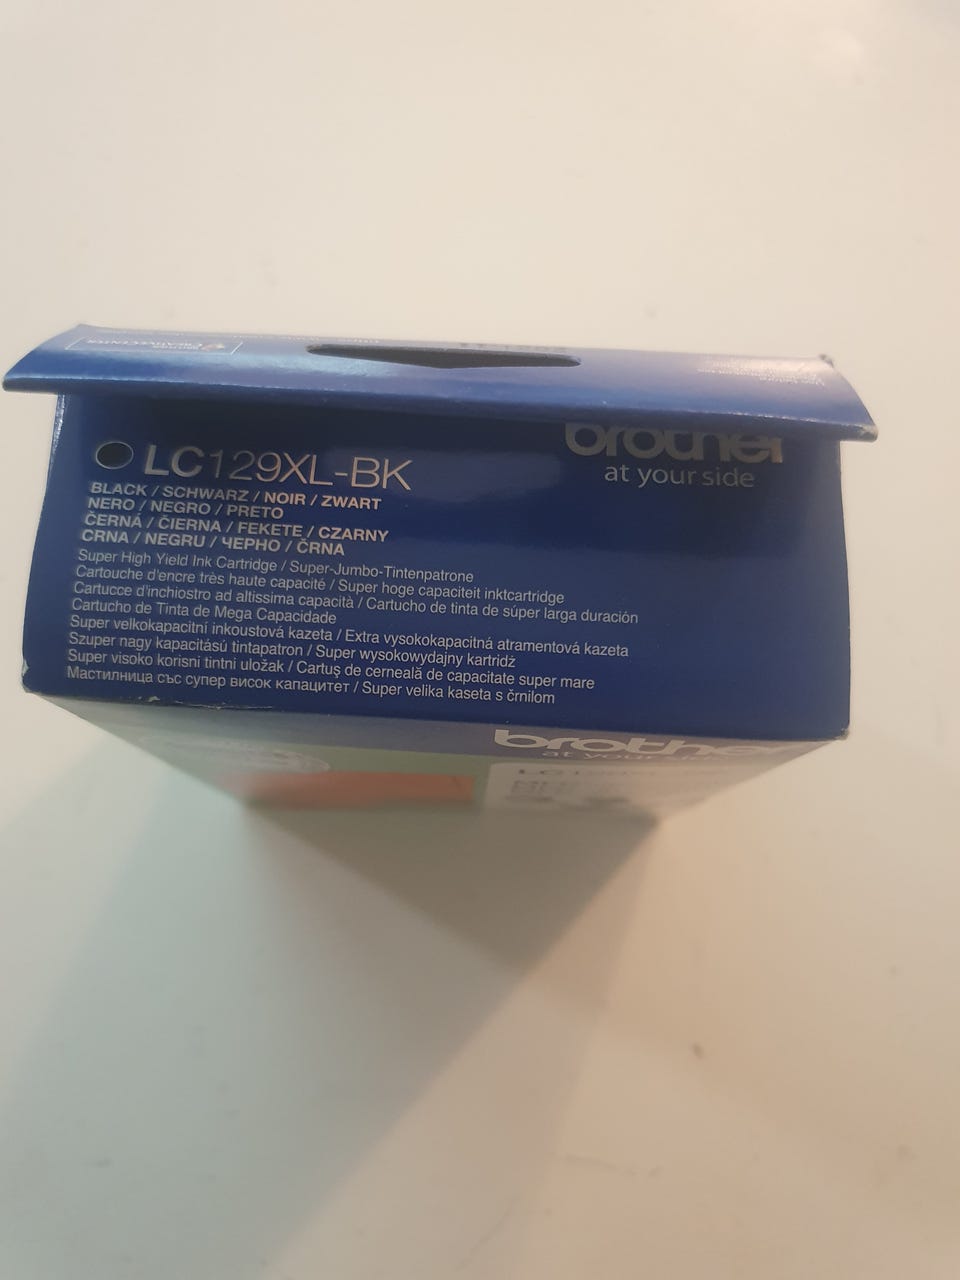 CREATIVECENTER
brother
at your side
LC129XL-BK
BLACK / SCHWARZ / NOIR / ZWART
NERO / NEGRO / PRETO
ČERNÁ / ČIERNA / FEKETE / CZARNY
CRNA / NEGRU / ЧЕРНО / ČRNA
Super High Yield Ink Cartridge / Super-Jumbo-Tintenpatrone
Cartouche d'encre très haute capacité / Super hoge capaciteit inktcartridge
Cartucce d'inchiostro ad altissima capacità / Cartucho de tinta de súper larga duración
Cartucho de Tinta de Mega Capacidade
Super velkokapacitní inkoustová kazeta / Extra vysokokapacitná atramentová kazeta
Szuper nagy kapacitású tintapatron / Super wysokowydajny kartridż
Super visoko korisni tintni uložak / Cartuş de cerneală de capacitate super mare
Мастилница със супер висок капацитет / Super velika kaseta s črnilom
brother
at your